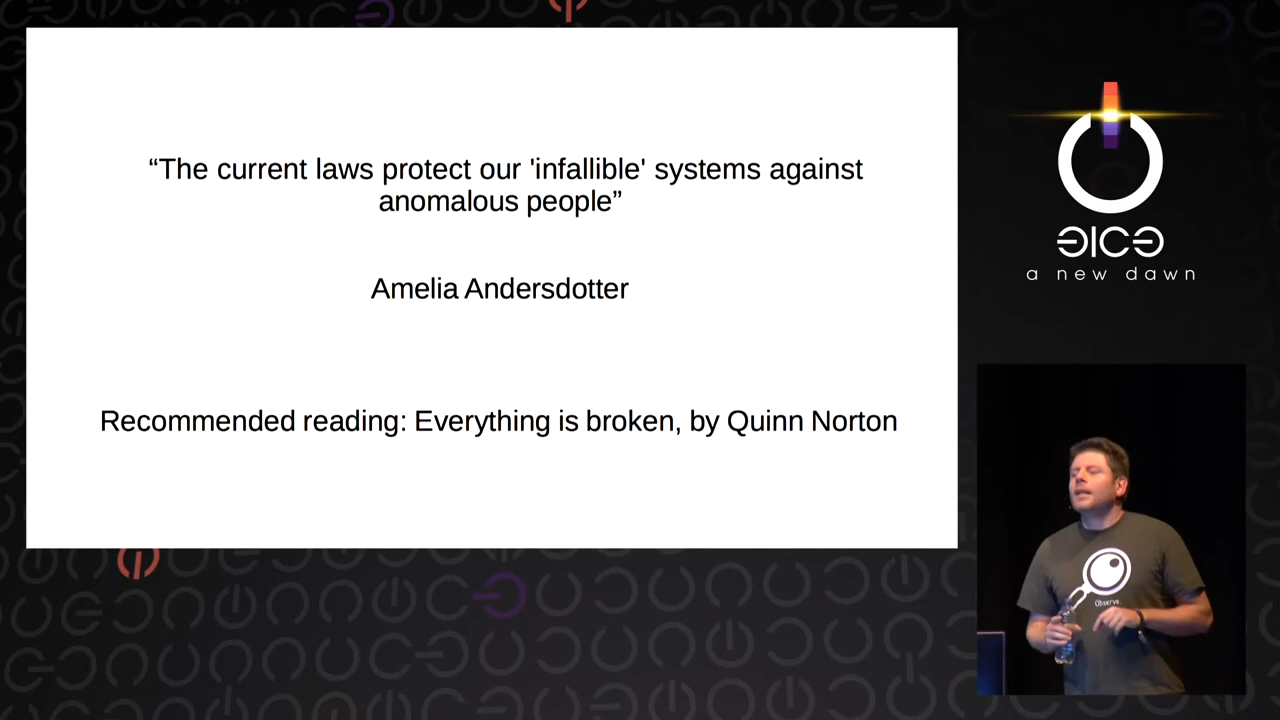 “The current laws protect our 'infallible' systems against
anomalous people”
Amelia Andersdotter
Recommended reading: Everything is broken, by Quinn Norton
31C3
a new dawn
Observe